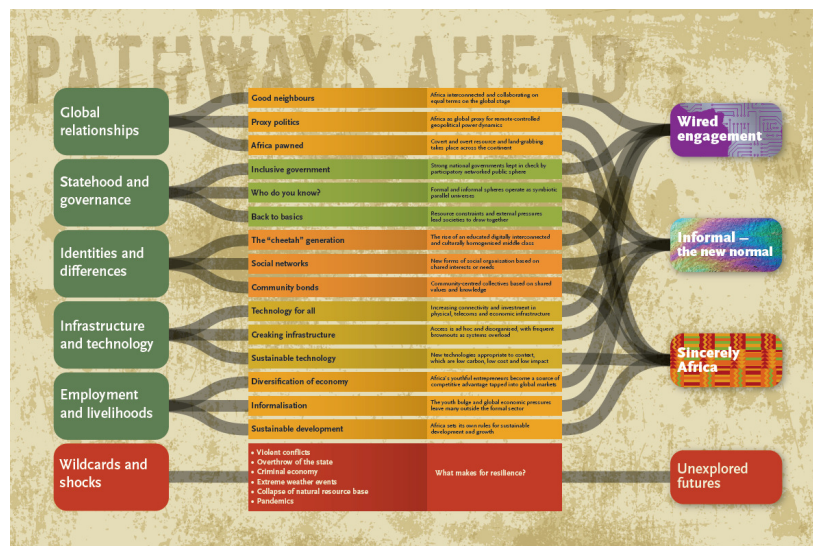 PATHWAYS AHEAD
Global
relationships
Good neighbours
Africa interconnected and collaborating on
equal terms on the global stage
Proxy politics
Africa as global proxy for remote-controlled
geopolitical power dynamics
Africa pawned
Covert and overt resource and land-grabbing
takes place across the continent
Statehood and
governance
Inclusive government
Strong national governments kept in check by
participatory networked public sphere
Who do you know?
Formal and informal spheres operate as symbiotic
parallel universes
Back to basics
Resource constraints and external pressures
lead societies to draw together
Identities and
differences
The "cheetah" generation
The rise of an educated digitally interconnected
and culturally homogenised middle class
Social networks
New forms of social organisation based on
shared interests or needs
Community bonds
Community-centred collectives based on shared
values and knowledge
Infrastructure
and technology
Technology for all
Increasing connectivity and investment in
physical, telecoms and economic infrastructure
Creaking infrastructure
Access is ad hoc and disorganised, with frequent
brownouts as systems overload
Sustainable technology
New technologies appropriate to context,
which are low carbon, low cost and low impact
Employment
and livelihoods
Diversification of economy
Africa's youthful entrepreneurs become a source of
competitive advantage tapped into global markets
Informalisation
The youth bulge and global economic pressures
leave many outside the formal sector
Sustainable development
Africa sets its own rules for sustainable
development and growth
Wildcards and
shocks
• Violent conflicts
• Overthrow of the state
• Criminal economy
• Extreme weather events
• Collapse of natural resource base
• Pandemics
What makes for resilience?
Wired
engagement
Informal –
the new normal
Sincerely
Africa
Unexplored
futures